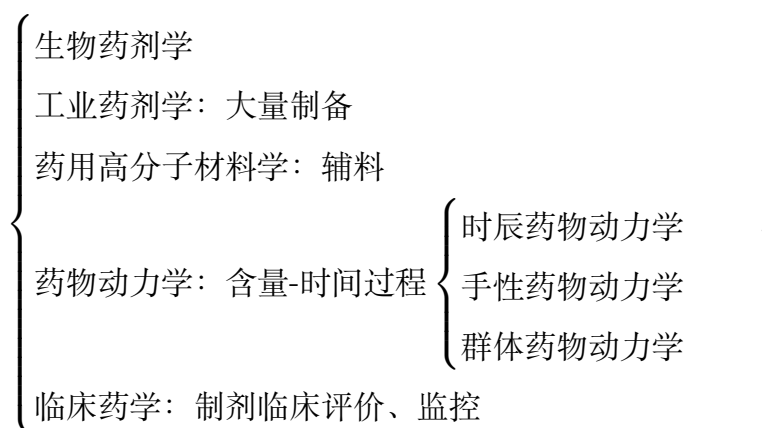 生物药剂学
工业药剂学：大量制备
药用高分子材料学：辅料
药物动力学：含量-时间过程
时辰药物动力学
手性药物动力学
群体药物动力学
临床药学：制剂临床评价、监控